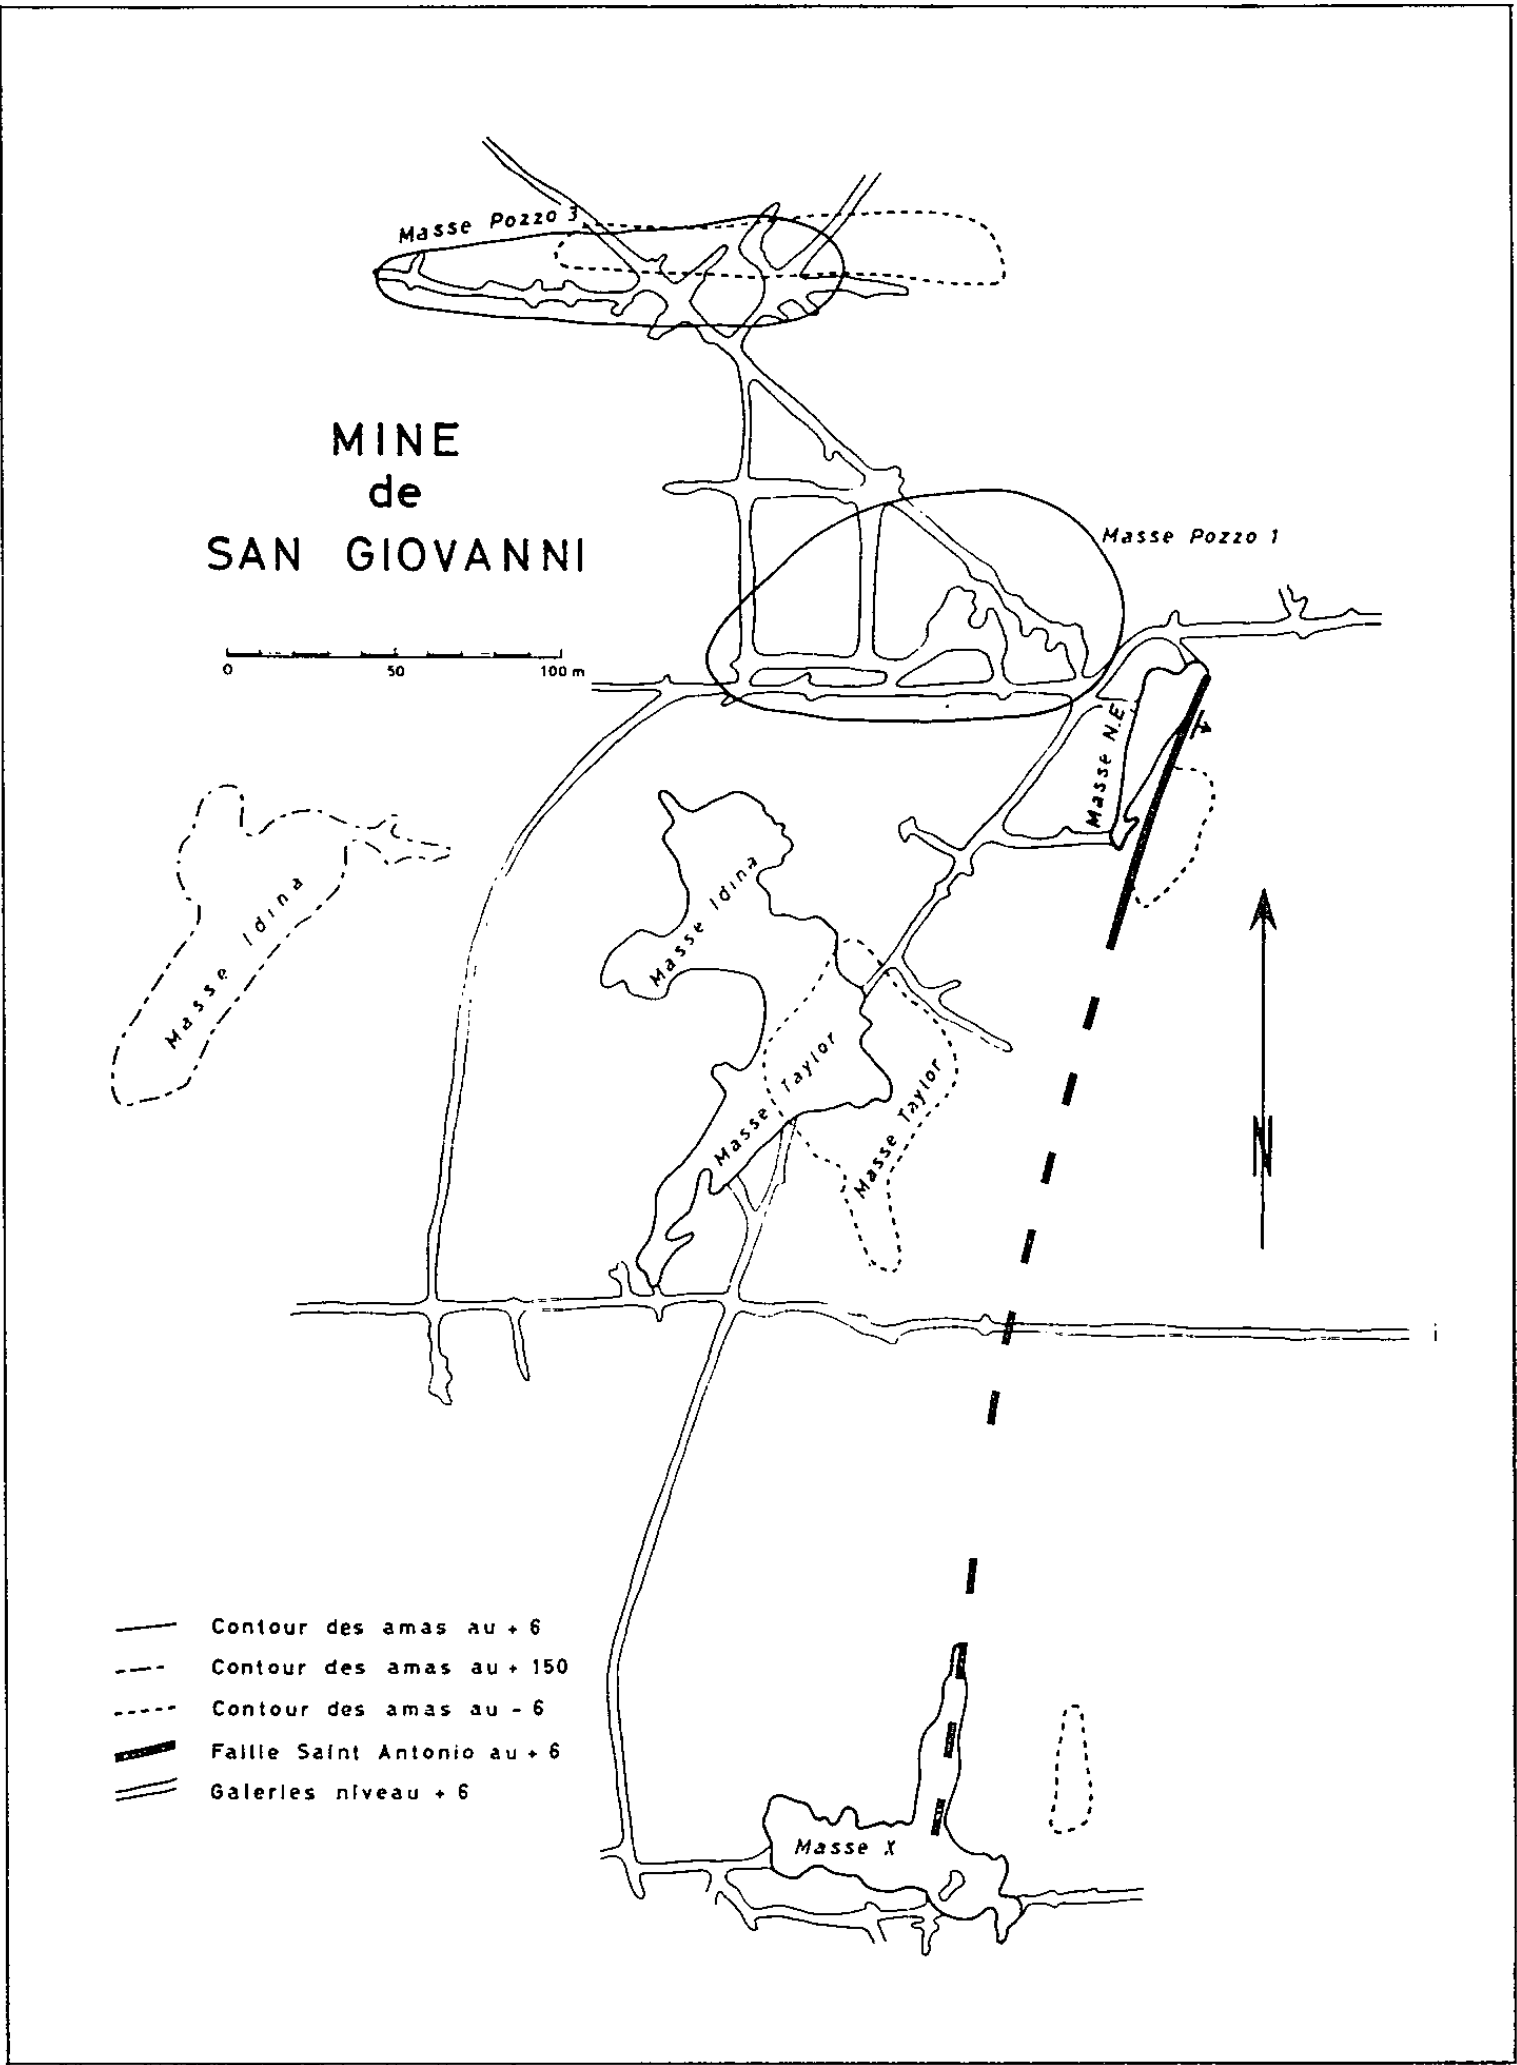 Masse Pozzo 3
MINE
de
SAN GIOVANNI
0 50 100 m
Masse Pozzo 1
Masse N.E
Masse Idina
Masse Idina
Masse Taylor
Masse Taylor
N
i
Contour des amas au + 6
Contour des amas au + 150
Contour des amas au - 6
Faille Saint Antonio au + 6
Galeries niveau + 6
Masse X